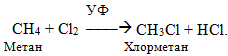 УФ
CH4 + Cl2 ⟶ CH3Cl + HCl.
Метан Хлорметан